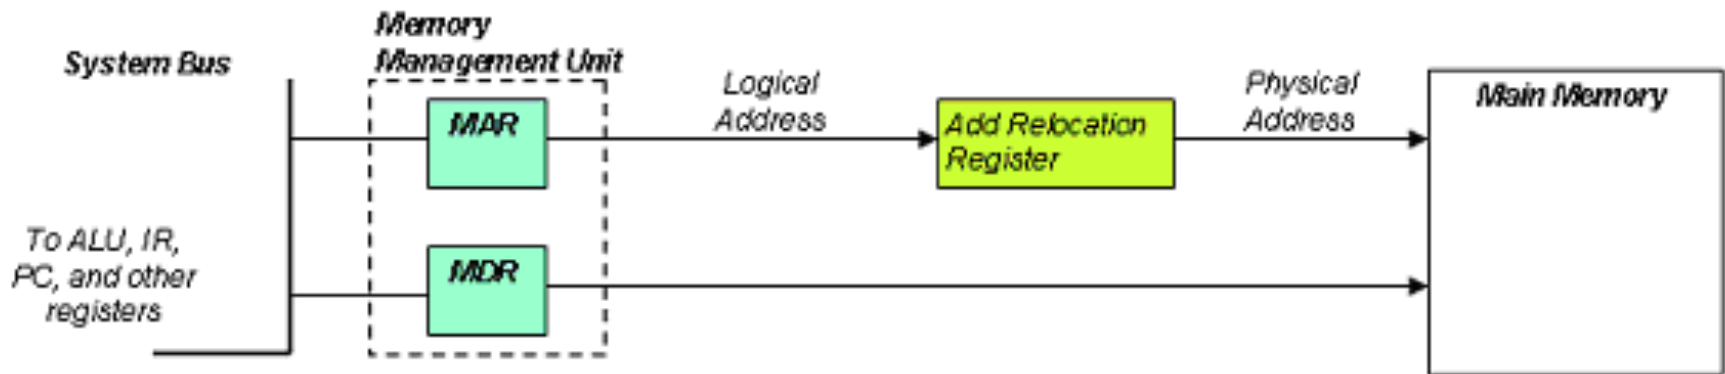 System Bus
Memory
Management Unit
MAR
Logical
Address
Add Relocation
Register
Physical
Address
Main Memory
To ALU, IR,
PC, and other
registers
MDR